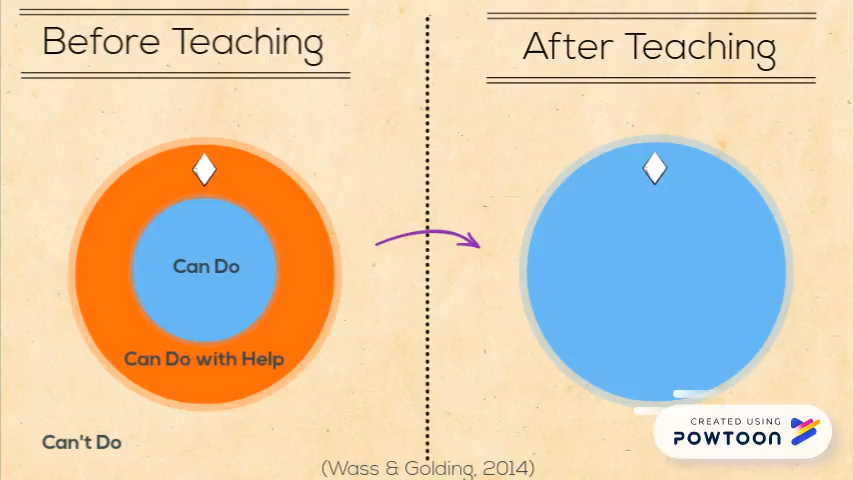 Before Teaching
After Teaching
Can Do
Can Do with Help
Can't Do
(Wass & Golding, 2014)
CREATED USING
POWTOON